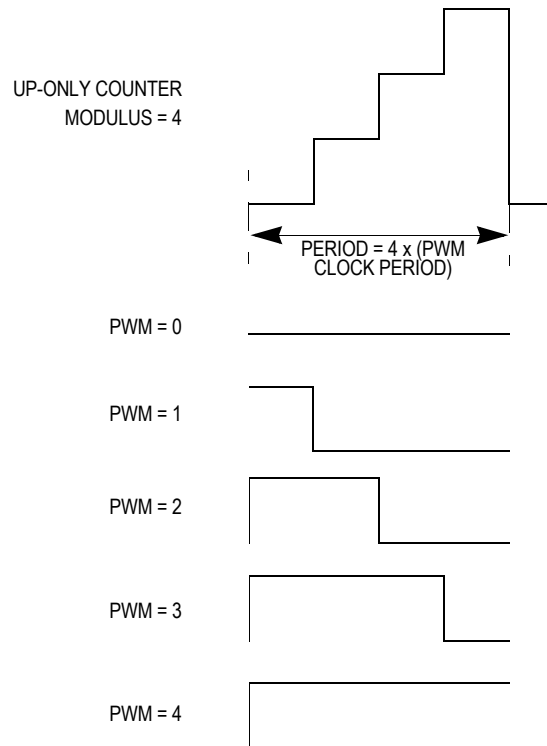 UP-ONLY COUNTER
MODULUS = 4
PERIOD = 4 x (PWM
CLOCK PERIOD)
PWM = 0
PWM = 1
PWM = 2
PWM = 3
PWM = 4